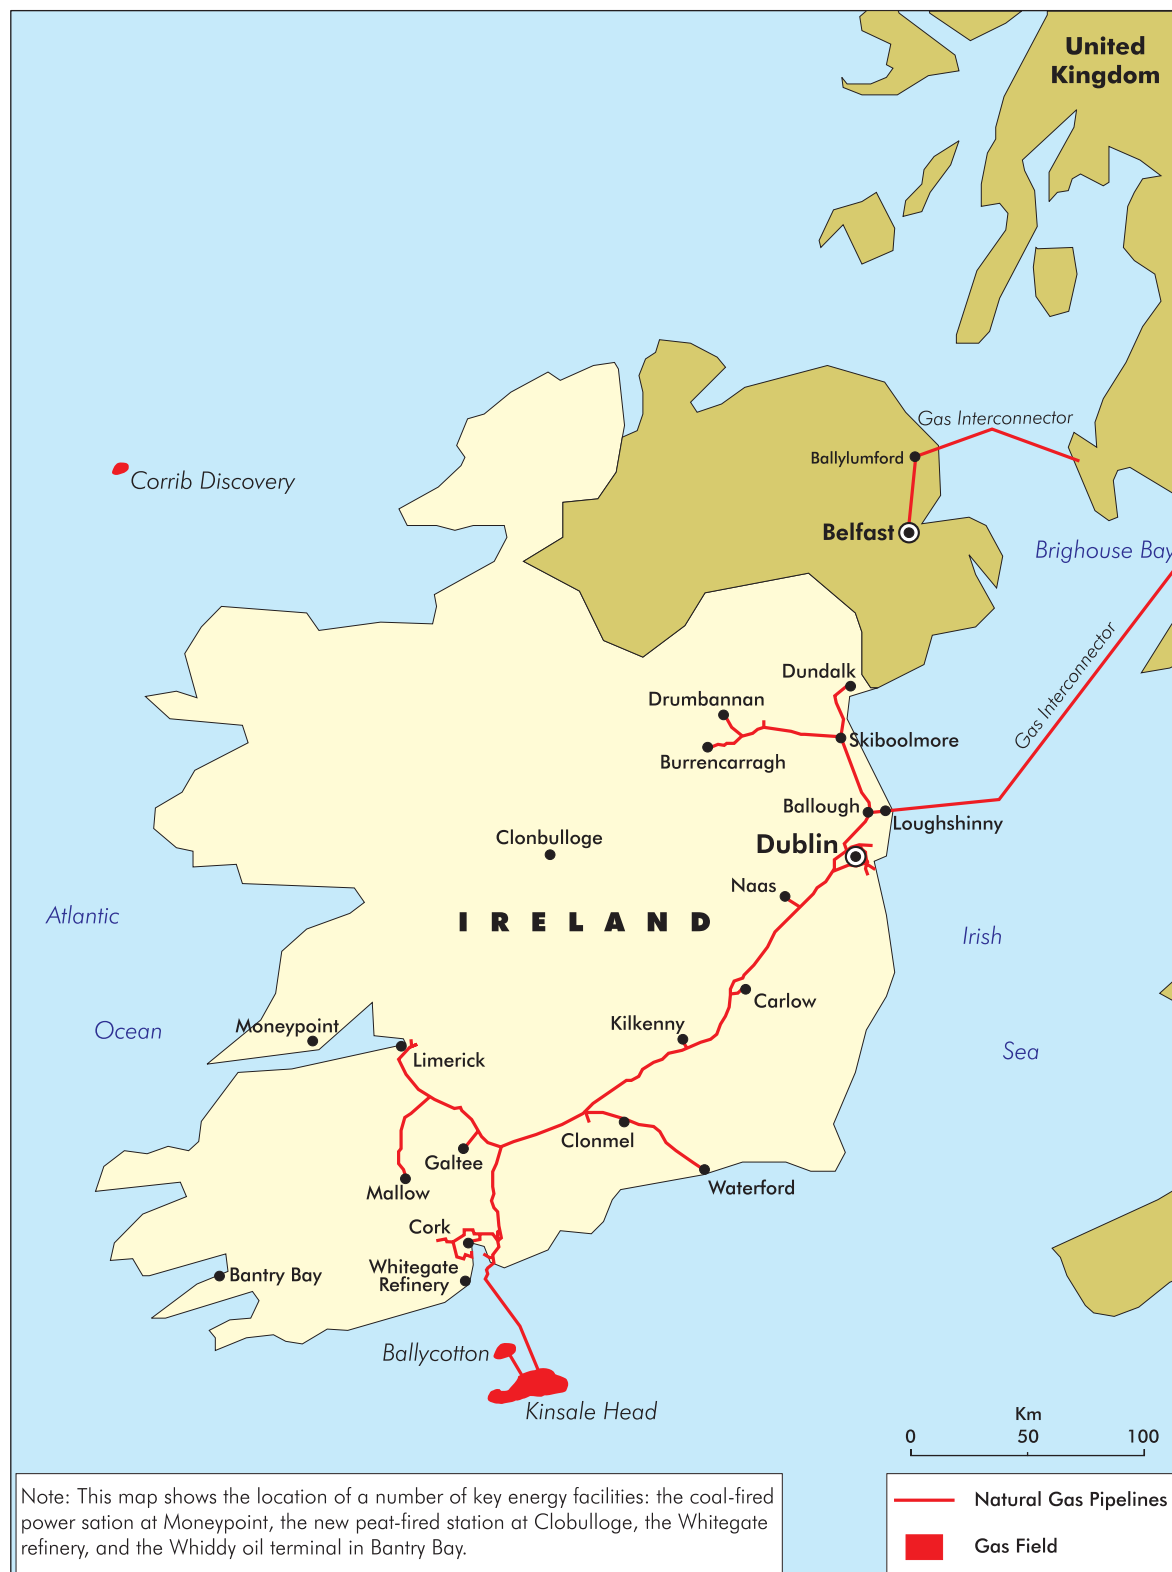 United
Kingdom
Gas Interconnector
Ballylumford
Corrib Discovery
Belfast
Brighouse Bay
Gas Interconnector
Dundalk
Drumbannan
Skiboolmore
Burrencarragh
Ballough
Loughshinny
Clonbulloge
Dublin
Naas
Atlantic
IRELAND
Irish
Carlow
Kilkenny
Moneypoint
Ocean
Sea
Limerick
Clonmel
Galtee
Mallow
Waterford
Cork
Whitegate
Refinery
Bantry Bay
Ballycotton
Kinsale Head
Km
0 50 100
Note: This map shows the location of a number of key energy facilities: the coal-fired
power sation at Moneypoint, the new peat-fired station at Clobulloge, the Whitegate
refinery, and the Whiddy oil terminal in Bantry Bay.
Natural Gas Pipelines
Gas Field